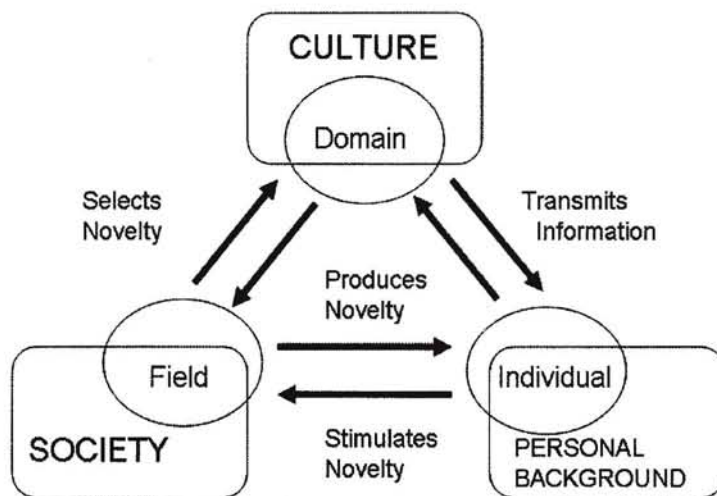 CULTURE
Domain
Selects
Novelty
Transmits
Information
Produces
Novelty
Field
Individual
SOCIETY
Stimulates
Novelty
PERSONAL
BACKGROUND